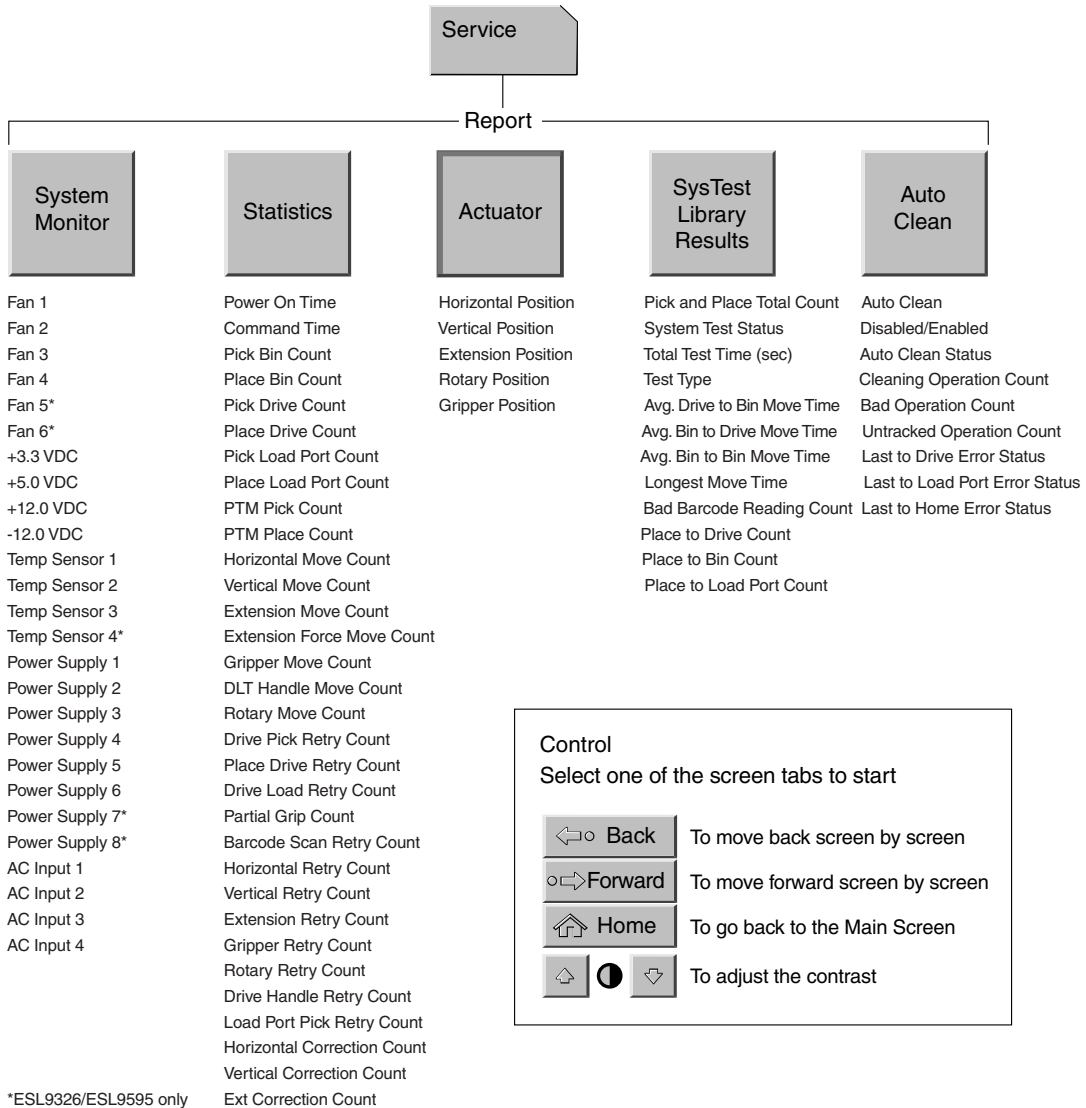 Service
Report
System
Monitor
Fan 1
Fan 2
Fan 3
Fan 4
Fan 5*
Fan 6*
+3.3 VDC
+5.0 VDC
+12.0 VDC
-12.0 VDC
Temp Sensor 1
Temp Sensor 2
Temp Sensor 3
Temp Sensor 4*
Power Supply 1
Power Supply 2
Power Supply 3
Power Supply 4
Power Supply 5
Power Supply 6
Power Supply 7*
Power Supply 8*
AC Input 1
AC Input 2
AC Input 3
AC Input 4
*ESL9326/ESL9595 only
Statistics
Power On Time
Command Time
Pick Bin Count
Place Bin Count
Pick Drive Count
Place Drive Count
Pick Load Port Count
Place Load Port Count
PTM Pick Count
PTM Place Count
Horizontal Move Count
Vertical Move Count
Extension Move Count
Extension Force Move Count
Gripper Move Count
DLT Handle Move Count
Rotary Move Count
Drive Pick Retry Count
Place Drive Retry Count
Drive Load Retry Count
Partial Grip Count
Barcode Scan Retry Count
Horizontal Retry Count
Vertical Retry Count
Extension Retry Count
Gripper Retry Count
Rotary Retry Count
Drive Handle Retry Count
Load Port Pick Retry Count
Horizontal Correction Count
Vertical Correction Count
Ext Correction Count
Actuator
Horizontal Position
Vertical Position
Extension Position
Rotary Position
Gripper Position
SysTest
Library
Results
Pick and Place Total Count
System Test Status
Total Test Time (sec)
Test Type
Avg. Drive to Bin Move Time
Avg. Bin to Drive Move Time
Avg. Bin to Bin Move Time
Longest Move Time
Bad Barcode Reading Count
Place to Drive Count
Place to Bin Count
Place to Load Port Count
Auto
Clean
Auto Clean
Disabled/Enabled
Auto Clean Status
Cleaning Operation Count
Bad Operation Count
Untracked Operation Count
Last to Drive Error Status
Last to Load Port Error Status
Last to Home Error Status
Control
Select one of the screen tabs to start
Back To move back screen by screen
Forward To move forward screen by screen
Home To go back to the Main Screen
To adjust the contrast